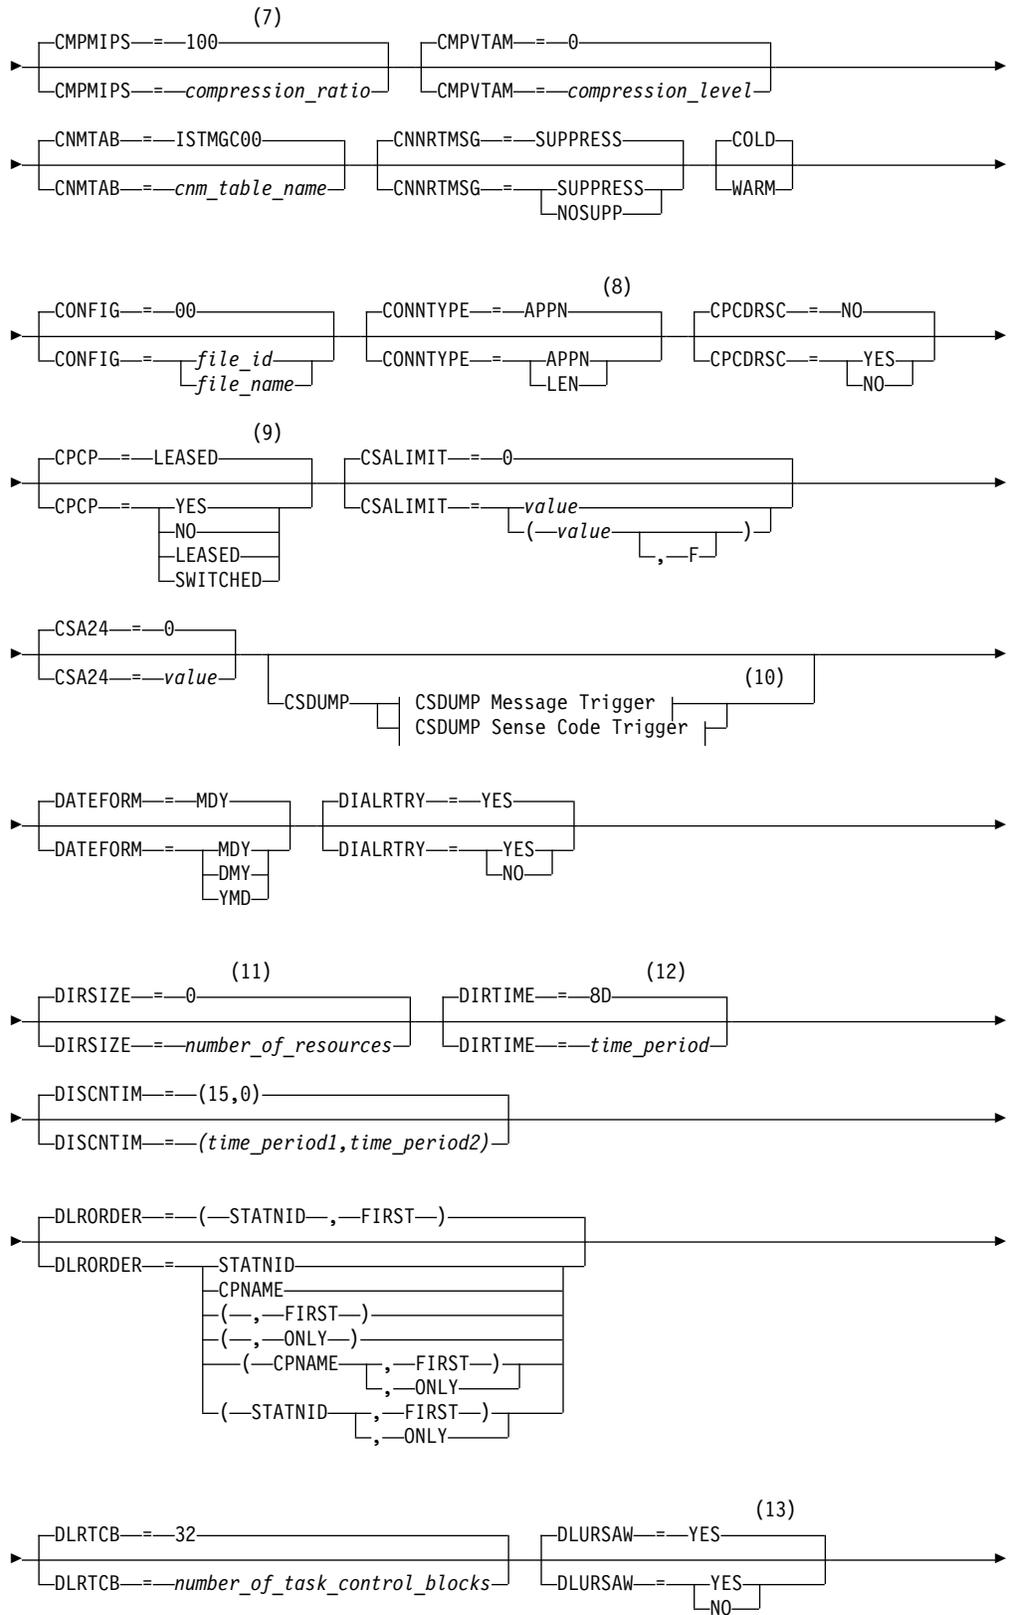 (7)
CMPMIPS = 100 CMPVTAM = 0
CMPMIPS = compression_ratio CMPVTAM = compression_level
CNMTAB = ISTMGC00 CNNRTMSG = SUPPRESS COLD
CNMTAB = cnm_table_name CNNRTMSG = SUPPRESS WARM
NOSUPP
(8)
CONFIG = 00 CONNTYPE = APPN CPCDRSC = NO
CONFIG = file_id CONNTYPE = APPN CPCDRSC = YES
file_name LEN NO
(9)
CPCP = LEASED CSALIMIT = 0
CPCP = YES CSALIMIT = value
NO ( value )
LEASED , F
SWITCHED
CSA24 = 0
CSA24 = value
(10)
CSDUMP CSDUMP Message Trigger
CSDUMP Sense Code Trigger
DATEFORM = MDY DIALRTRY = YES
DATEFORM = MDY DIALRTRY = YES
DMY NO
YMD
(11) (12)
DIRSIZE = 0 DIRTIME = 8D
DIRSIZE = number_of_resources DIRTIME = time_period
DISCNTIM = (15,0)
DISCNTIM = (time_period1,time_period2)
DLRORDER = ( STATNID , FIRST )
DLRORDER = STATNID
CPNAME
( , FIRST )
( , ONLY )
( CPNAME , FIRST )
, ONLY
( STATNID , FIRST )
, ONLY
(13)
DLRTCB = 32 DLURSAW = YES
DLRTCB = number_of_task_control_blocks DLURSAW = YES
NO